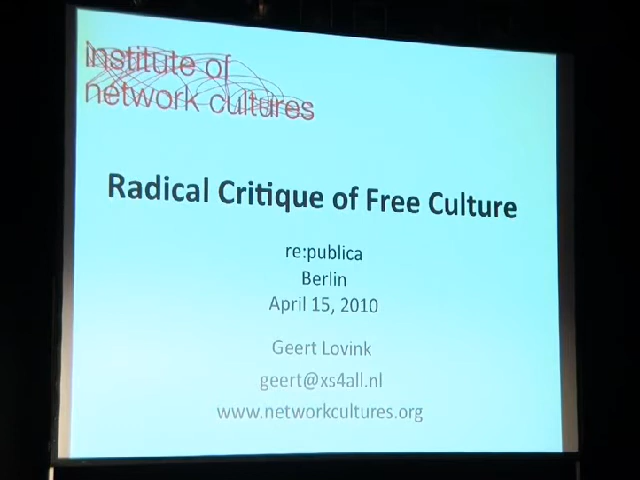 institute of
network cultures
Radical Critique of Free Culture
re:publica
Berlin
April 15, 2010
Geert Lovink
geert@xs4all.nl
www.networkcultures.org